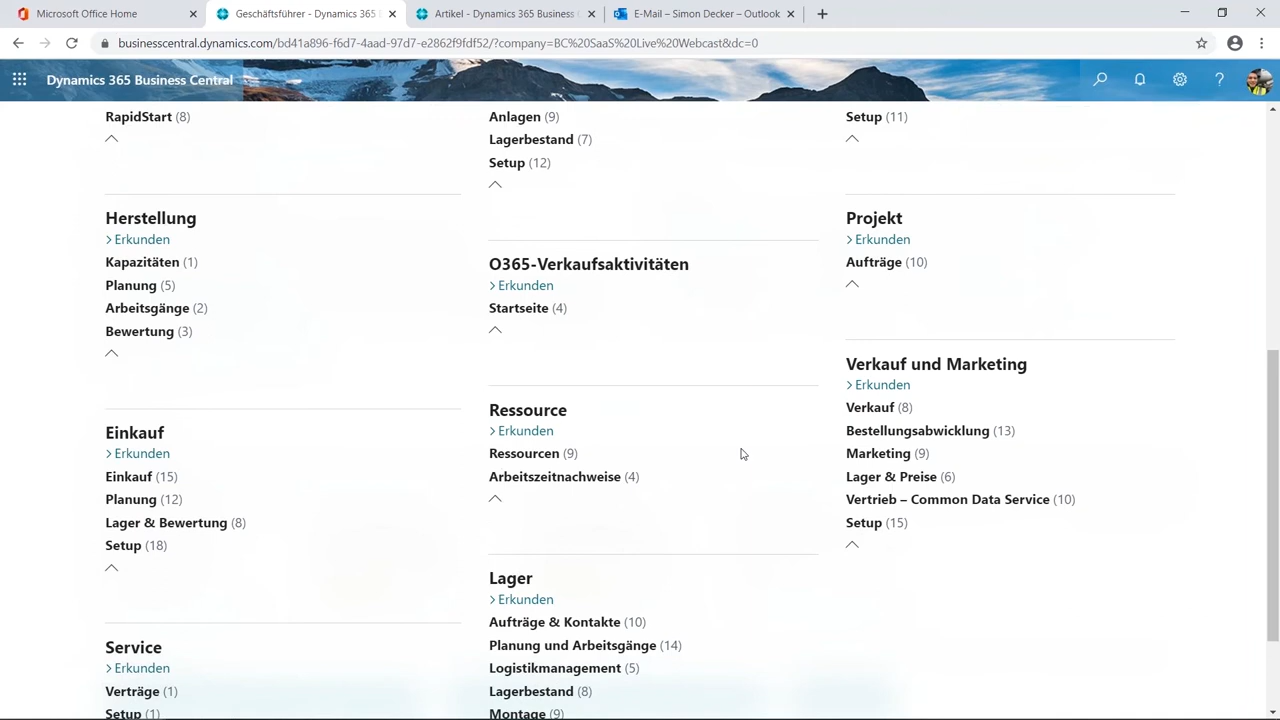 Microsoft Office Home
Geschäftsführer - Dynamics 365
Artikel - Dynamics 365 Business
E-Mail – Simon Decker – Outlook
businesscentral.dynamics.com/bd41a896-f6d7-4aad-97d7-e2862f9fdf52/?company=BC%20SaaS%20Live%20Webcast&dc=0
Dynamics 365 Business Central
RapidStart (8)
Herstellung
Erkunden
Kapazitäten (1)
Planung (5)
Arbeitsgänge (2)
Bewertung (3)
Einkauf
Erkunden
Einkauf (15)
Planung (12)
Lager & Bewertung (8)
Setup (18)
Service
Erkunden
Verträge (1)
Setup (1)
Anlagen (9)
Lagerbestand (7)
Setup (12)
O365-Verkaufsaktivitäten
Erkunden
Startseite (4)
Ressource
Erkunden
Ressourcen (9)
Arbeitszeitnachweise (4)
Lager
Erkunden
Aufträge & Kontakte (10)
Planung und Arbeitsgänge (14)
Logistikmanagement (5)
Lagerbestand (8)
Montage (9)
Setup (11)
Projekt
Erkunden
Aufträge (10)
Verkauf und Marketing
Erkunden
Verkauf (8)
Bestellungsabwicklung (13)
Marketing (9)
Lager & Preise (6)
Vertrieb – Common Data Service (10)
Setup (15)